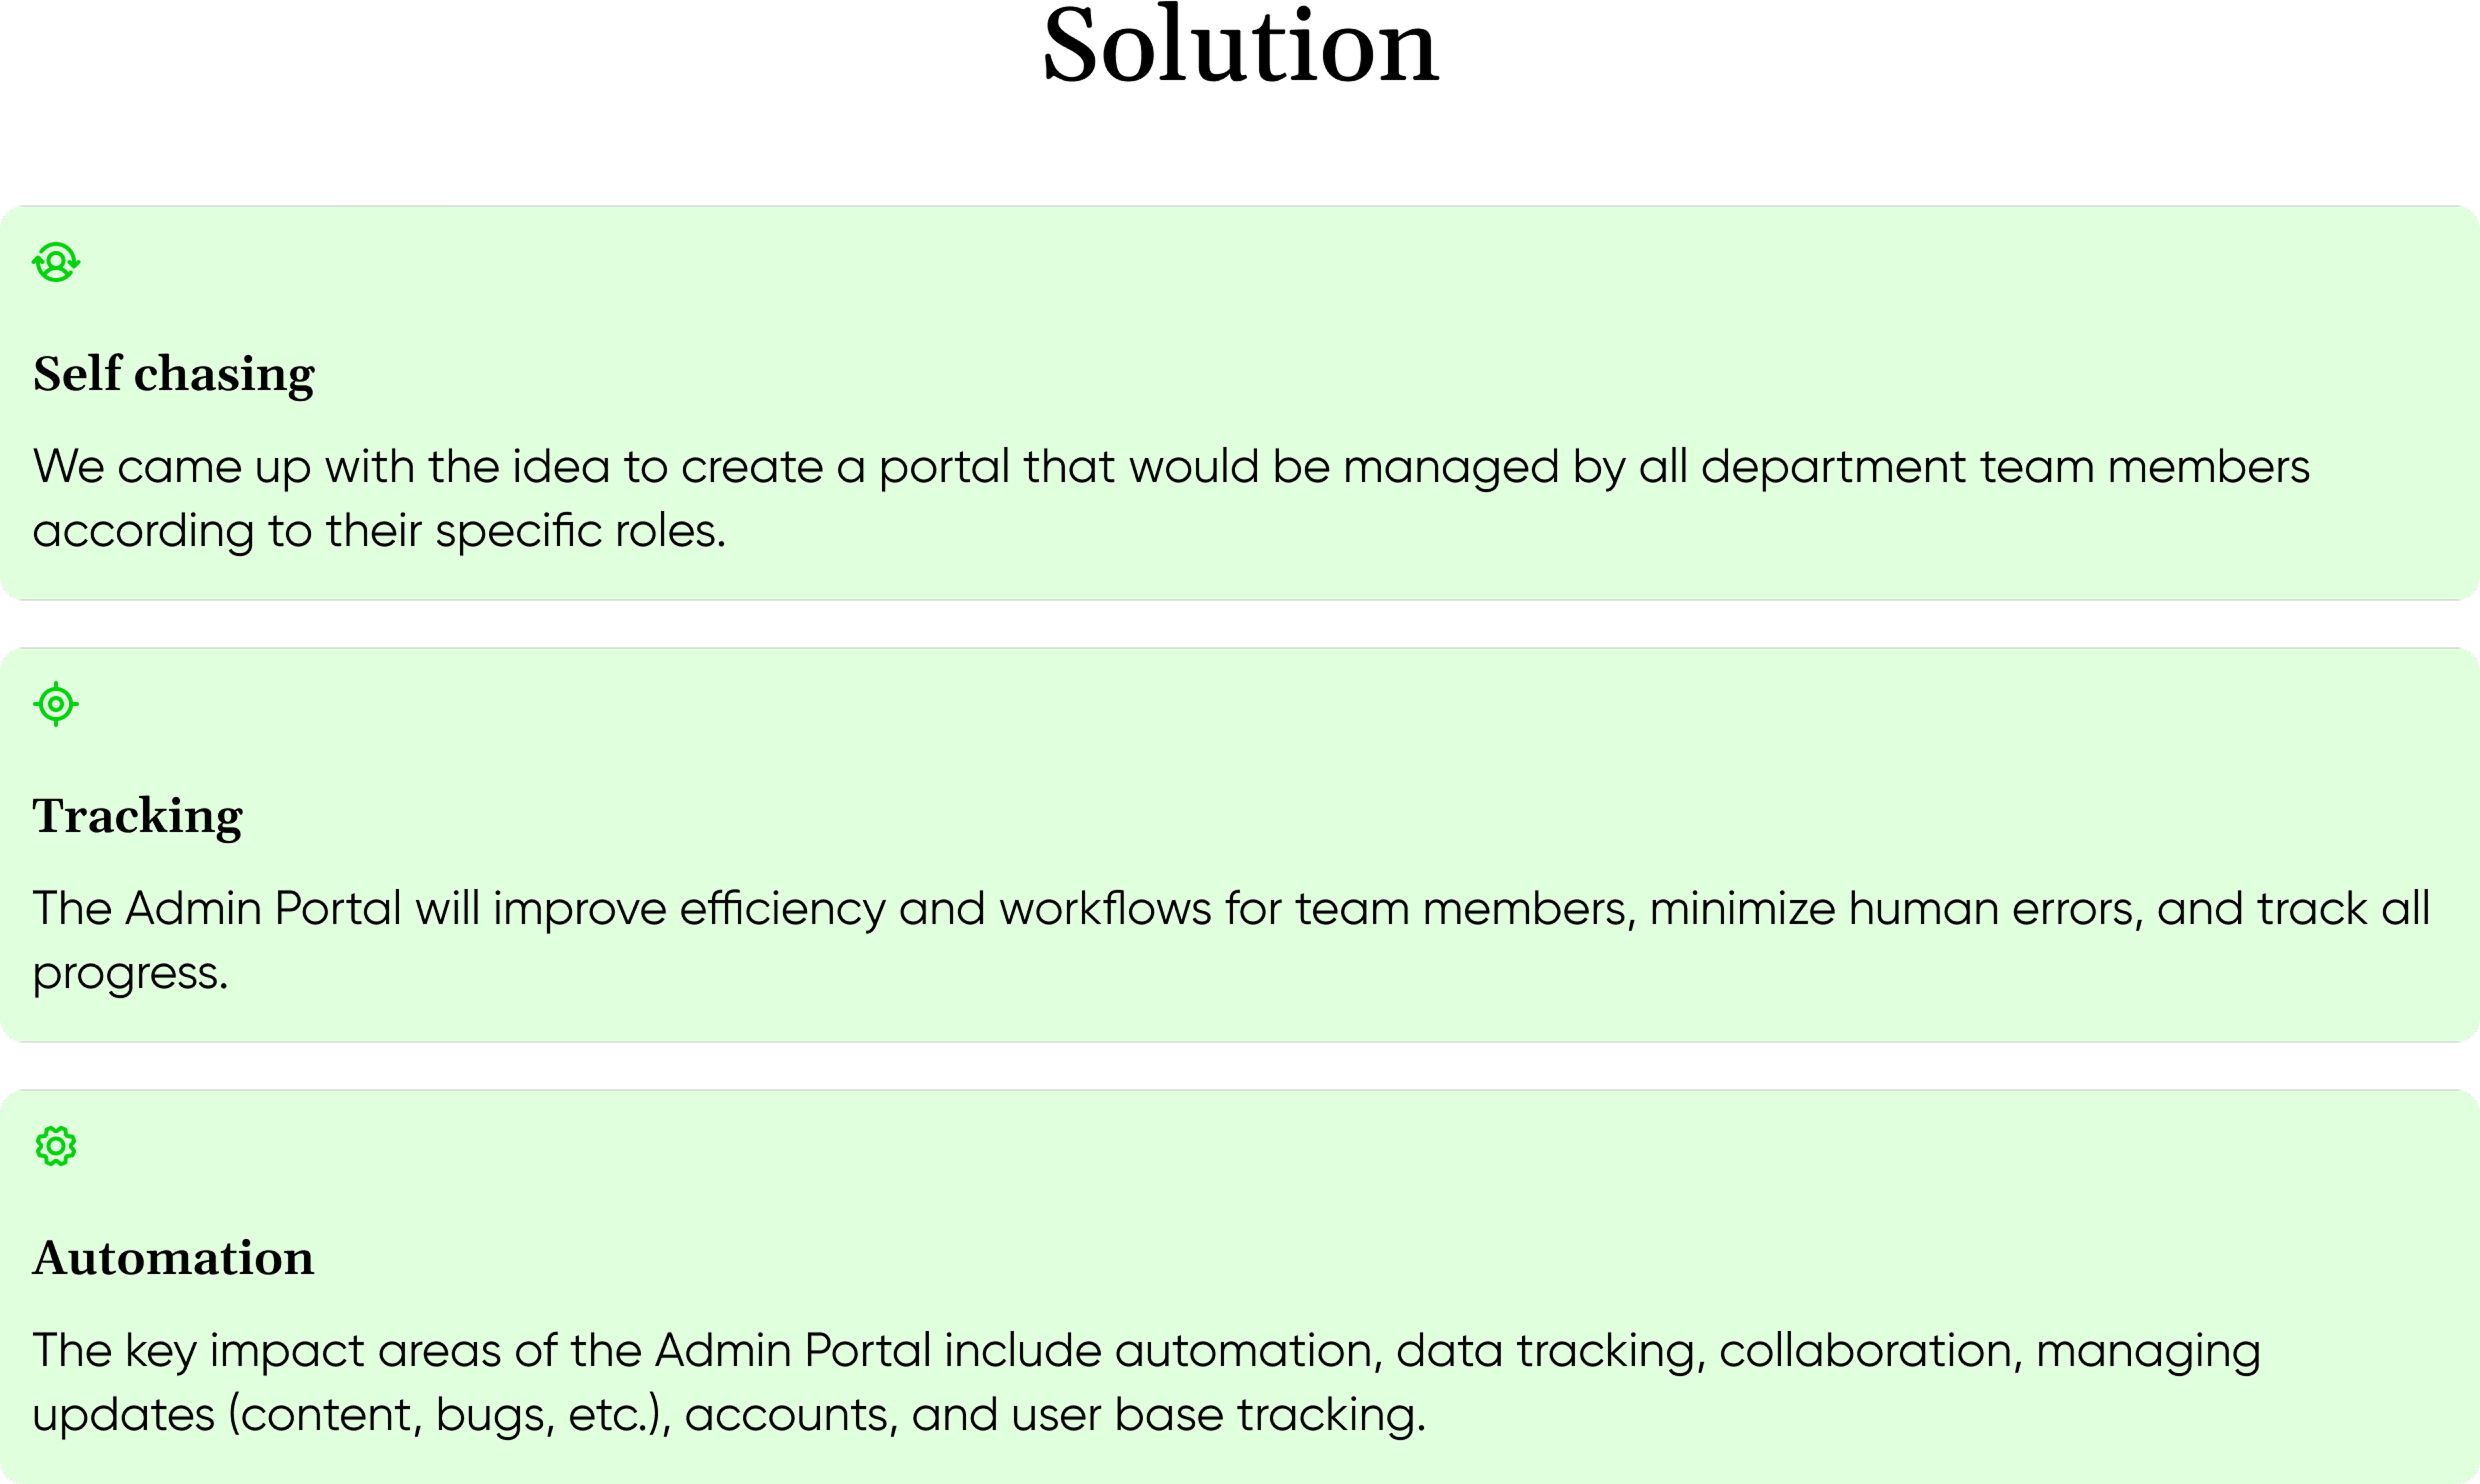 Solution
Self chasing
We came up with the idea to create a portal that would be managed by all department team members
according to their specific roles.
Tracking
The Admin Portal will improve efficiency and workflows for team members, minimize human errors, and track all
progress.
Automation
The key impact areas of the Admin Portal include automation, data tracking, collaboration, managing
updates (content, bugs, etc.), accounts, and user base tracking.